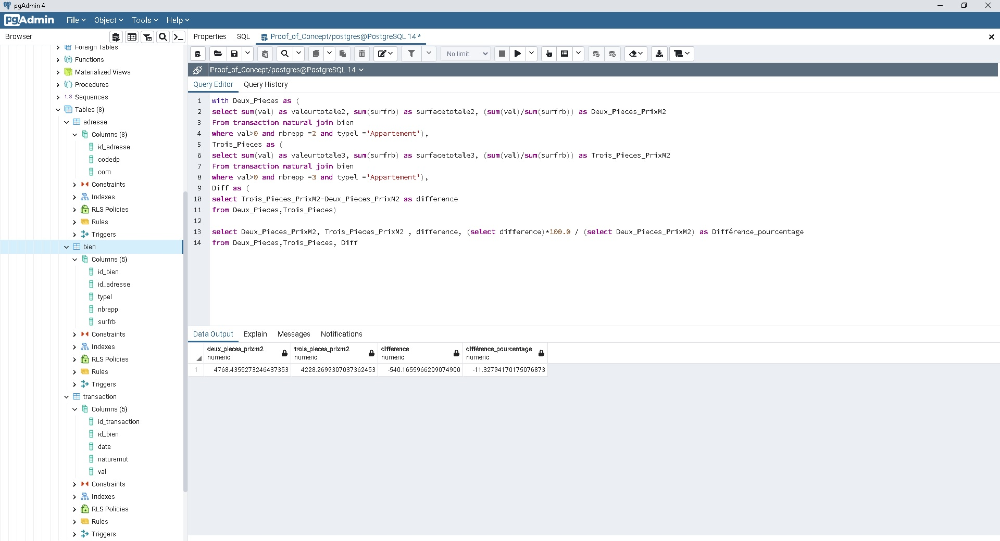 pgAdmin 4
pgAdmin File Object Tools Help
Browser
Properties SQL Proof_of_Concept/postgres@PostgreSQL 14 *
Foreign Tables
Functions
Materialized Views
Procedures
1.3 Sequences
Tables (3)
adresse
Columns (3)
id_adresse
codedp
com
Constraints
Indexes
RLS Policies
Rules
Triggers
bien
Columns (5)
id_bien
id_adresse
typel
nbrepp
surfrb
Constraints
Indexes
RLS Policies
Rules
Triggers
transaction
Columns (5)
id_transaction
id_bien
date
naturemut
val
Constraints
Indexes
RLS Policies
Rules
Triggers
No limit
Proof_of_Concept/postgres@PostgreSQL 14
Query Editor Query History
1 with Deux_Pieces as (
2 select sum(val) as valeurtotale2, sum(surfrb) as surfacetotale2, (sum(val)/sum(surfrb)) as Deux_Pieces_PrixM2
3 From transaction natural join bien
4 where val>0 and nbrepp =2 and typel ='Appartement'),
5 Trois_Pieces as (
6 select sum(val) as valeurtotale3, sum(surfrb) as surfacetotale3, (sum(val)/sum(surfrb)) as Trois_Pieces_PrixM2
7 From transaction natural join bien
8 where val>0 and nbrepp =3 and typel ='Appartement'),
9 Diff as (
10 select Trois_Pieces_PrixM2-Deux_Pieces_PrixM2 as difference
11 from Deux_Pieces,Trois_Pieces)
12
13 select Deux_Pieces_PrixM2, Trois_Pieces_PrixM2 , difference, (select difference)*100.0 / (select Deux_Pieces_PrixM2) as Différence_pourcentage
14 from Deux_Pieces,Trois_Pieces, Diff
Data Output Explain Messages Notifications
deux_pieces_prixm2 trois_pieces_prixm2 difference différence_pourcentage
numeric numeric numeric numeric
1 4768.4355273246437353 4228.2699307037362453 -540.1655966209074900 -11.32794170175076873